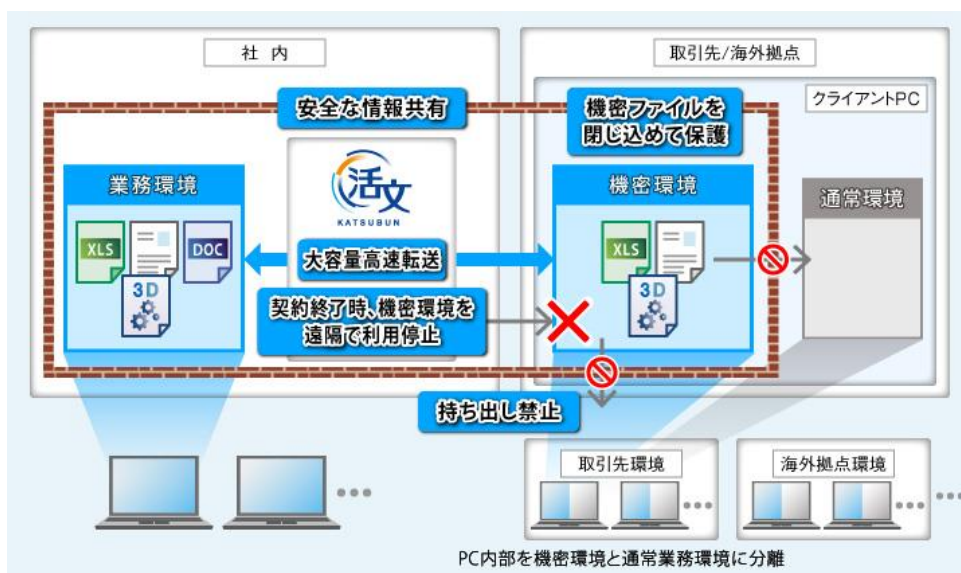 社 内
取引先/海外拠点
クライアントPC
安全な情報共有
機密ファイルを
閉じ込めて保護
業務環境
活文
KATSUBUN
機密環境
通常環境
XLS
DOC
3D
XLS
3D
大容量高速転送
契約終了時、機密環境を
遠隔で利用停止
持ち出し禁止
取引先環境
海外拠点環境
PC内部を機密環境と通常業務環境に分離